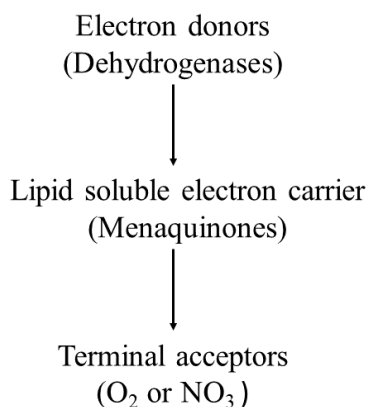 Electron donors
(Dehydrogenases)
Lipid soluble electron carrier
(Menaquinones)
Terminal acceptors
(O₂ or NO₃)